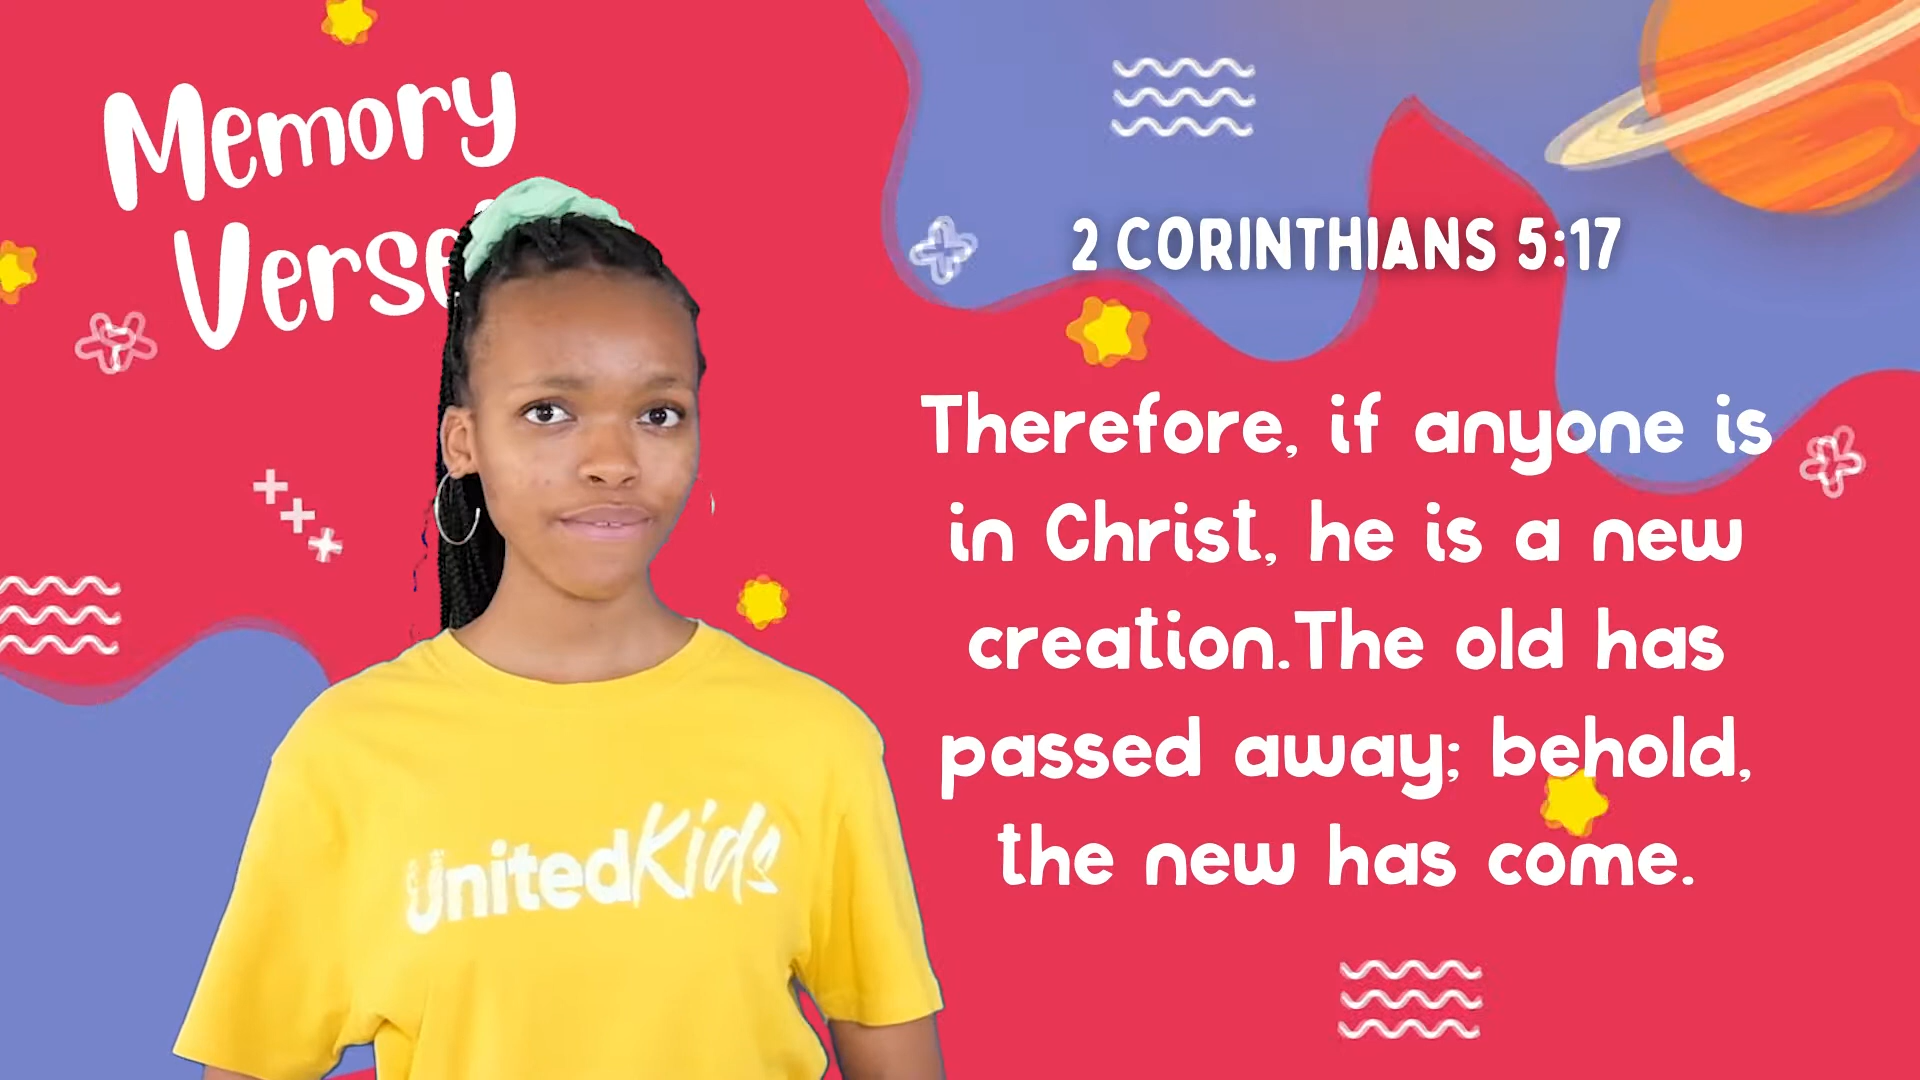 Memory
Verse
2 CORINTHIANS 5:17
Therefore, if anyone is
in Christ, he is a new
creation.The old has
passed away; behold,
the new has come.
UnitedKids